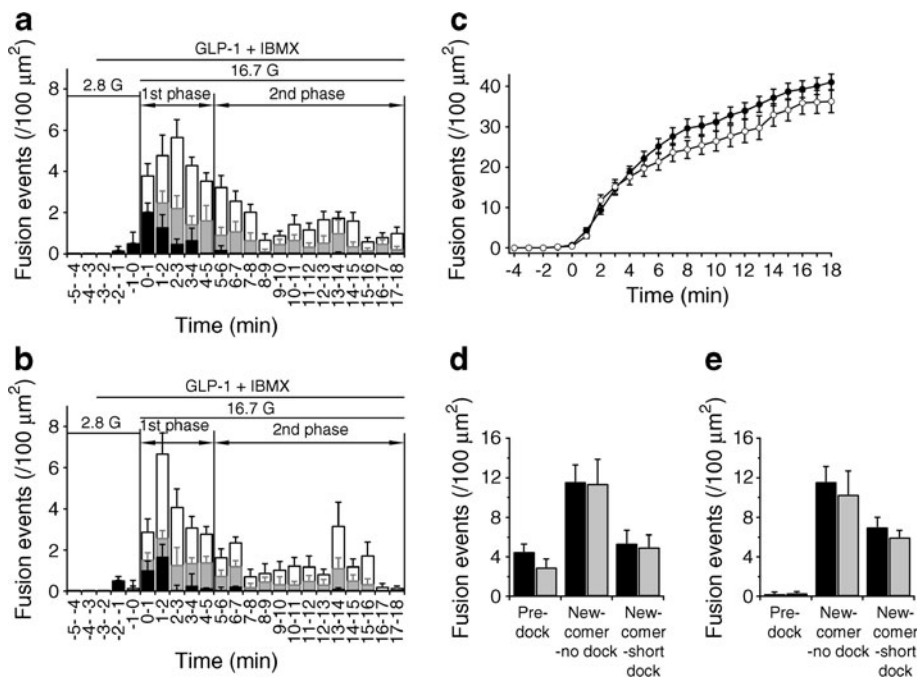 a
GLP-1 + IBMX
16.7 G
2.8 G
1st phase
2nd phase
Fusion events (/100 µm²)
8
6
4
2
0
-5- -4
-4- -3
-3- -2
-2- -1
-1- 0
0-1
1-2
2-3
3-4
4-5
5-6
6-7
7-8
8-9
9-10
10-11
11-12
12-13
13-14
14-15
15-16
16-17
17-18
Time (min)
b
GLP-1 + IBMX
16.7 G
2.8 G
1st phase
2nd phase
Fusion events (/100 µm²)
8
6
4
2
0
-5- -4
-4- -3
-3- -2
-2- -1
-1- 0
0-1
1-2
2-3
3-4
4-5
5-6
6-7
7-8
8-9
9-10
10-11
11-12
12-13
13-14
14-15
15-16
16-17
17-18
Time (min)
c
Fusion events (/100 µm²)
40
30
20
10
0
-4 -2 0 2 4 6 8 10 12 14 16 18
Time (min)
d
Fusion events (/100 µm²)
16
12
8
4
0
Pre-
dock
New-
comer
-no dock
New-
comer
-short
dock
e
Fusion events (/100 µm²)
16
12
8
4
0
Pre-
dock
New-
comer
-no dock
New-
comer
-short
dock